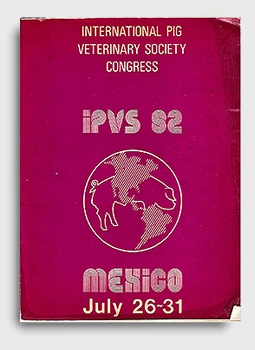 INTERNATIONAL PIG
VETERINARY SOCIETY
CONGRESS
iPVS 82
MEXiCO
July 26-31